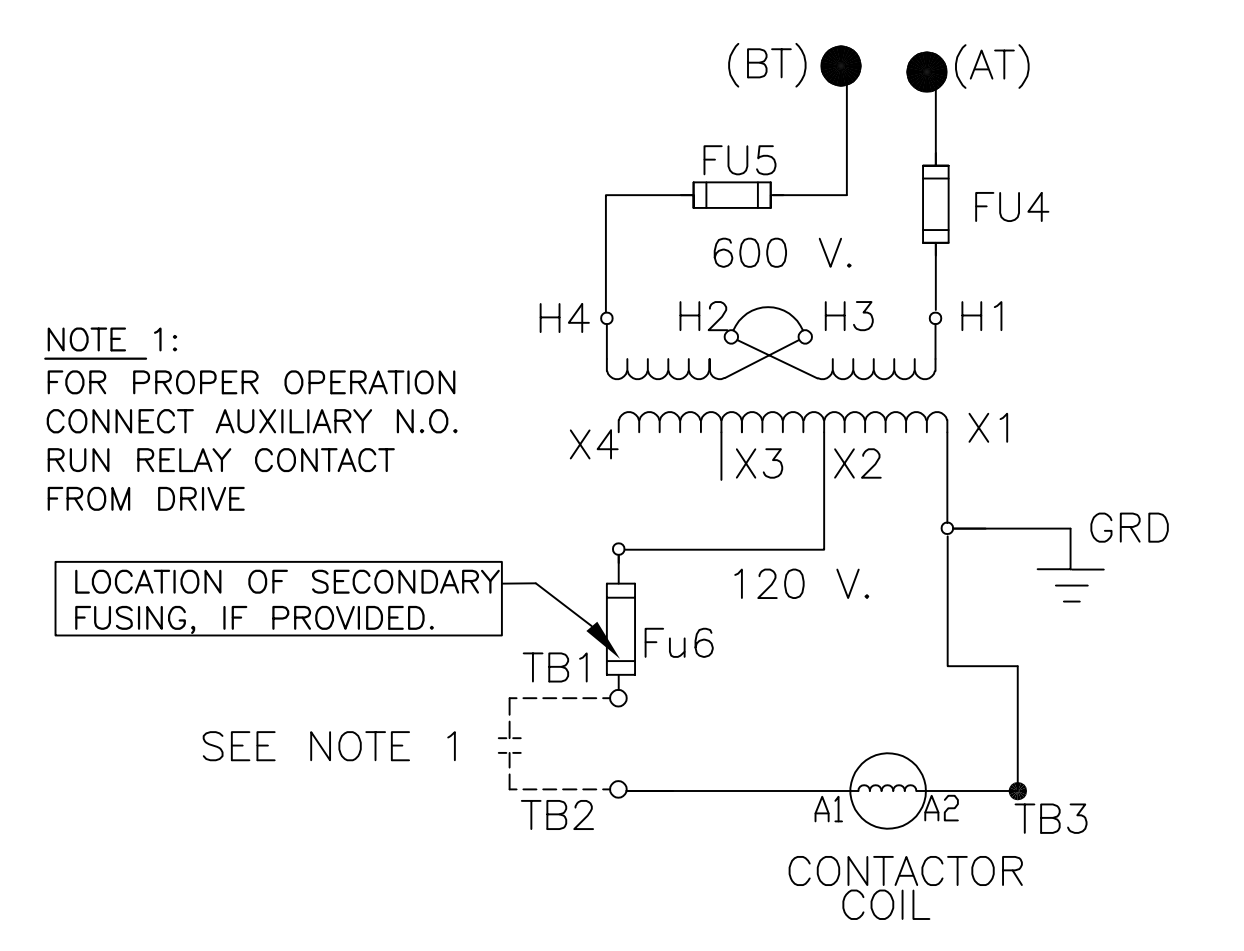 (BT)
(AT)
FU5
FU4
600 V.
H4
H2
H3
H1
NOTE 1:
FOR PROPER OPERATION
CONNECT AUXILIARY N.O.
RUN RELAY CONTACT
FROM DRIVE
X4
X3
X2
X1
GRD
LOCATION OF SECONDARY
FUSING, IF PROVIDED.
120 V.
Fu6
TB1
SEE NOTE 1
TB2
A1
A2
TB3
CONTACTOR
COIL